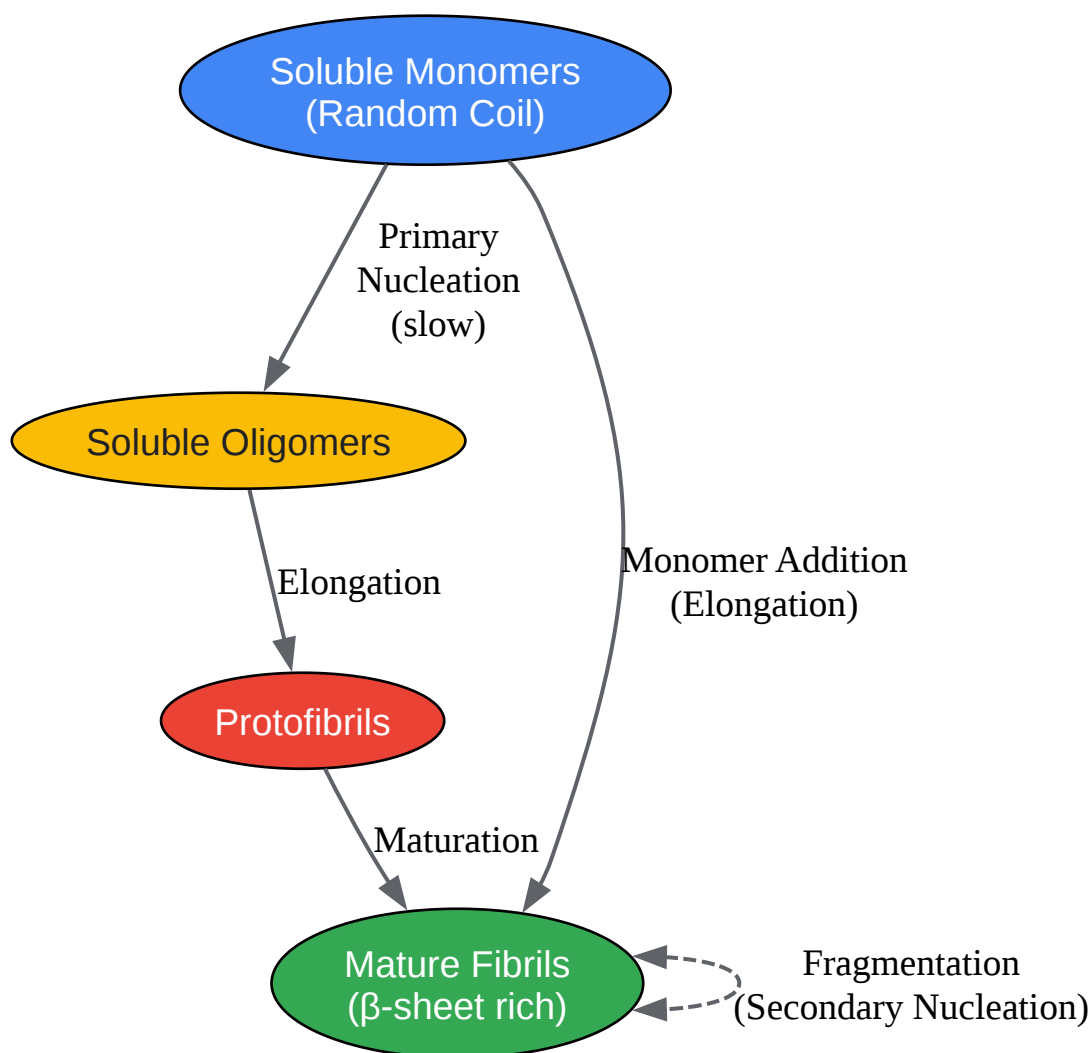 Soluble Monomers
(Random Coil)
Primary
Nucleation
(slow)
Soluble Oligomers
Monomer Addition
(Elongation)
Elongation
Protofibrils
Maturation
Mature Fibrils
(β-sheet rich)
Fragmentation
(Secondary Nucleation)